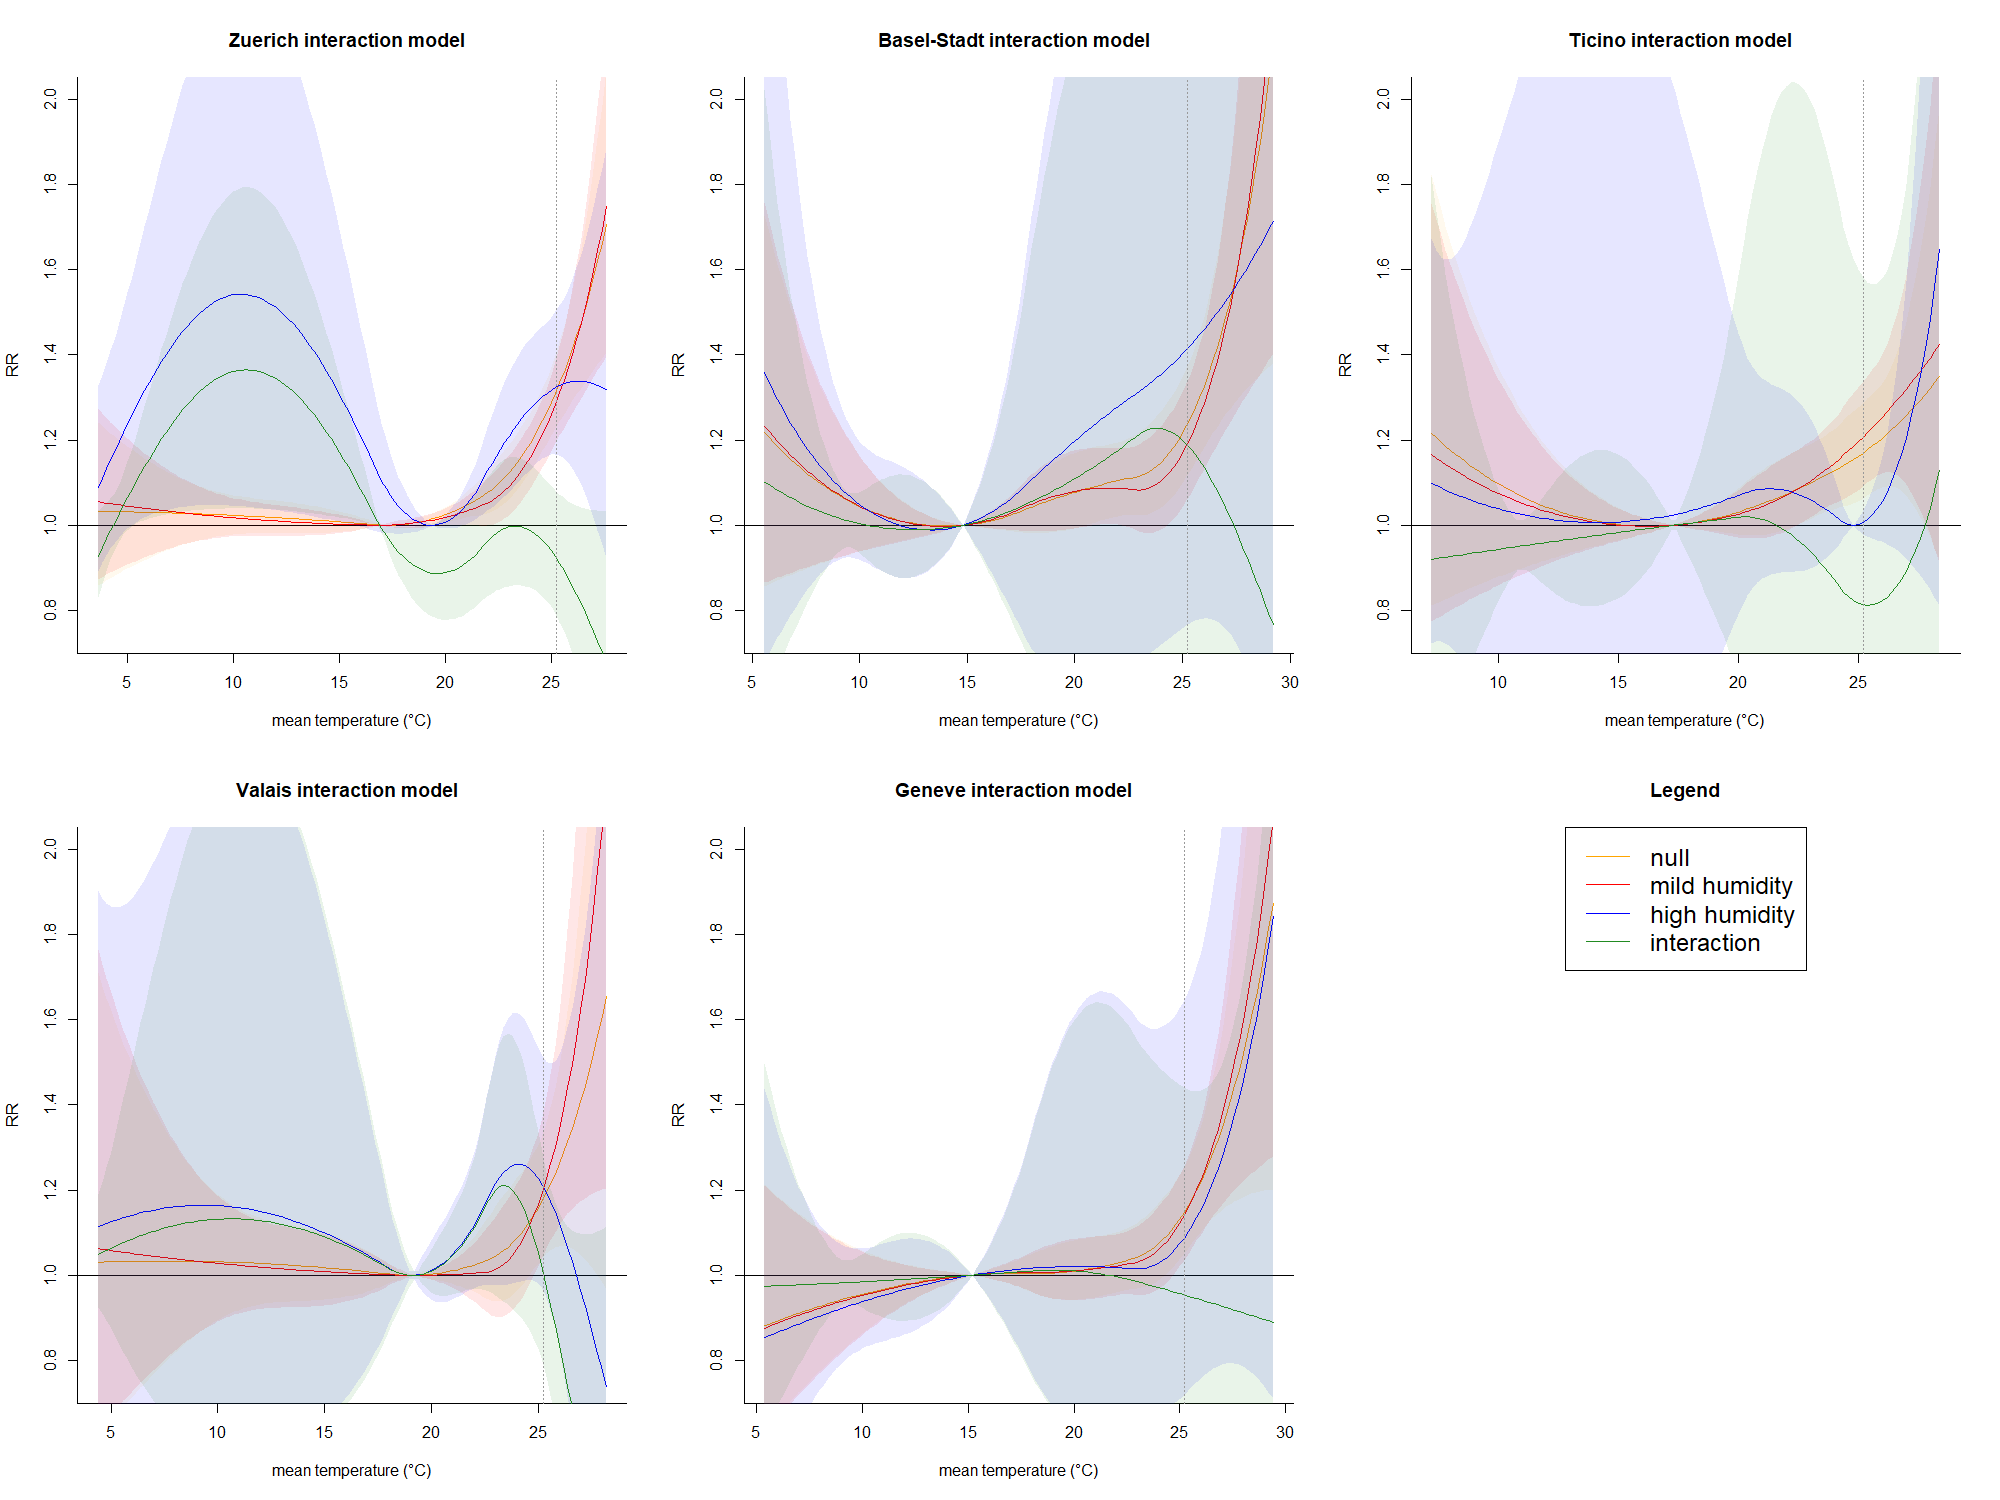 Zuerich interaction model
RR
2.0
1.8
1.6
1.4
1.2
1.0
0.8
5 10 15 20 25
mean temperature (°C)
Basel-Stadt interaction model
RR
2.0
1.8
1.6
1.4
1.2
1.0
0.8
5 10 15 20 25 30
mean temperature (°C)
Ticino interaction model
RR
2.0
1.8
1.6
1.4
1.2
1.0
0.8
10 15 20 25
mean temperature (°C)
Valais interaction model
RR
2.0
1.8
1.6
1.4
1.2
1.0
0.8
5 10 15 20 25
mean temperature (°C)
Geneve interaction model
RR
2.0
1.8
1.6
1.4
1.2
1.0
0.8
5 10 15 20 25 30
mean temperature (°C)
Legend
null
mild humidity
high humidity
interaction